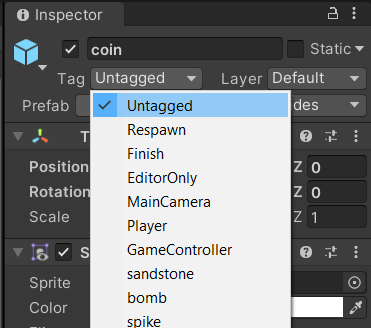 Inspector
coin
Static
Tag Untagged Layer Default
Prefab des
Untagged
Respawn
Finish
EditorOnly
MainCamera
Player
GameController
sandstone
bomb
spike
T
Position Z 0
Rotation Z 0
Scale Z 1
S
Sprite
Color